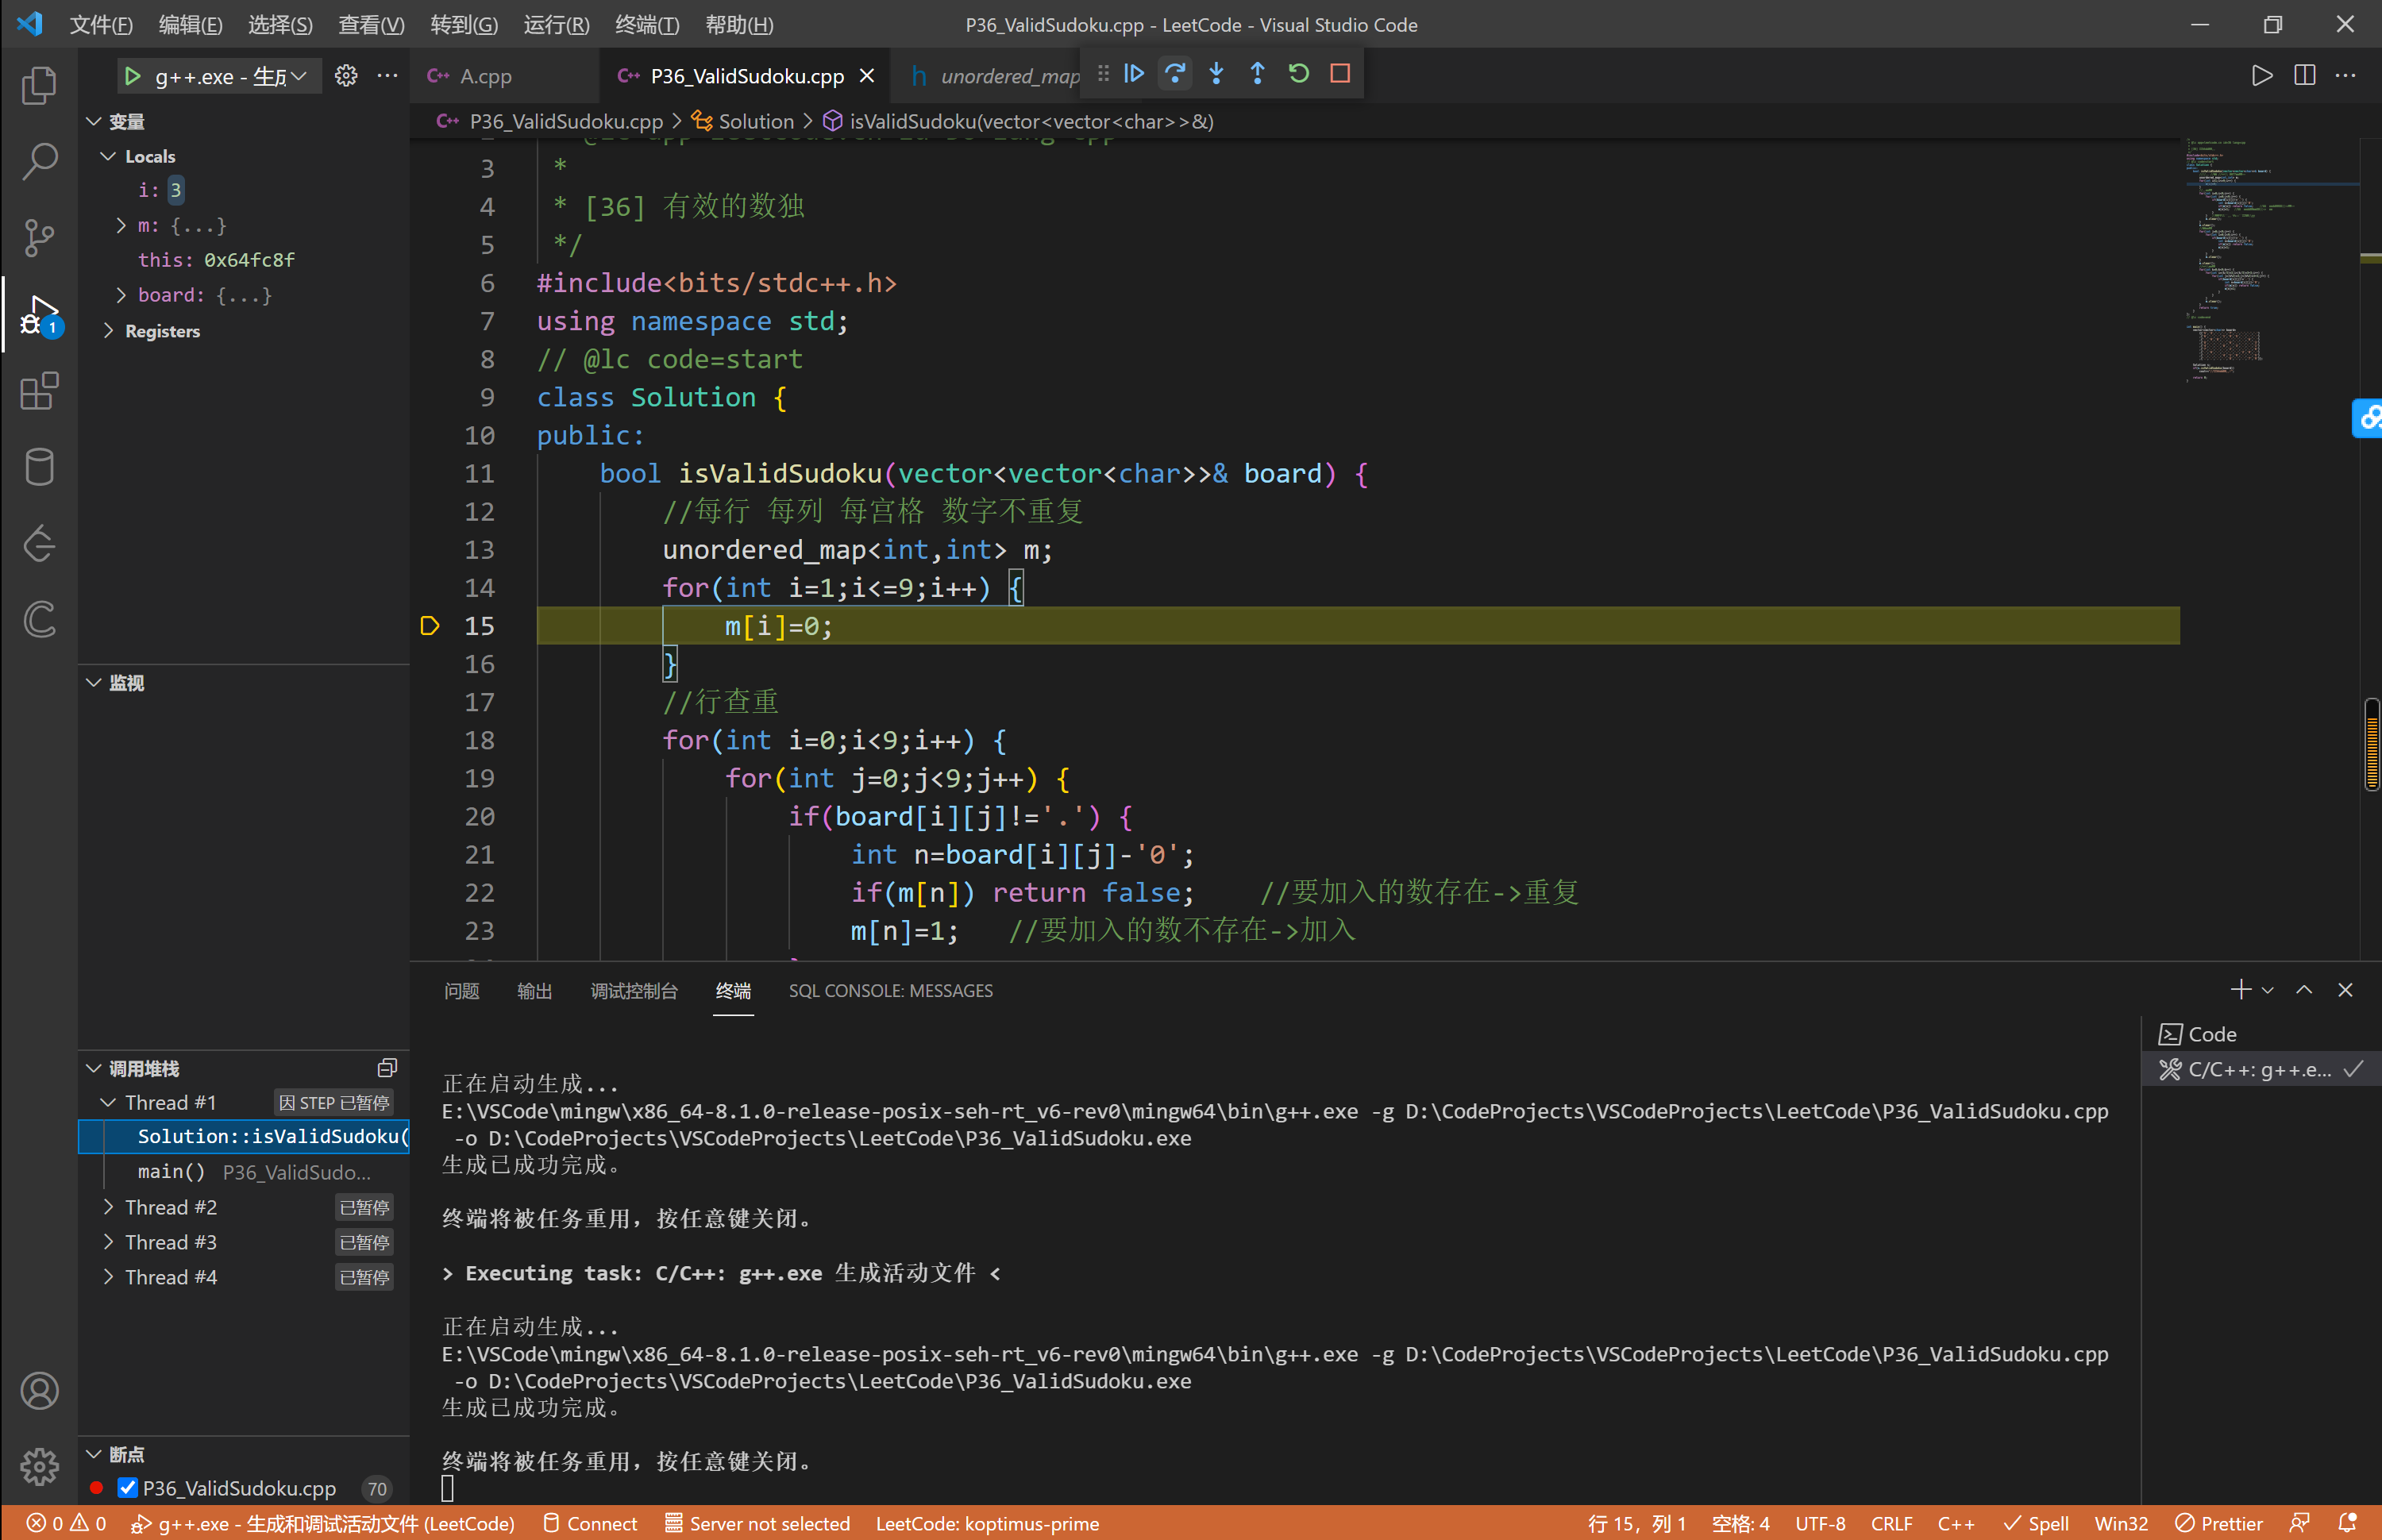 文件(F) 编辑(E) 选择(S) 查看(V) 转到(G) 运行(R) 终端(T) 帮助(H)
P36_ValidSudoku.cpp - LeetCode - Visual Studio Code
g++.exe - 生成
A.cpp
P36_ValidSudoku.cpp
unordered_map
P36_ValidSudoku.cpp > Solution > isValidSudoku(vector<vector<char>>&)
变量
Locals
i: 3
m: {...}
this: 0x64fc8f
board: {...}
Registers
监视
调用堆栈
Thread #1 因 STEP 已暂停
Solution::isValidSudoku(
main() P36_ValidSudo...
Thread #2 已暂停
Thread #3 已暂停
Thread #4 已暂停
断点
P36_ValidSudoku.cpp 70
1
3 *
4 * [36] 有效的数独
5 */
6 #include<bits/stdc++.h>
7 using namespace std;
8 // @lc code=start
9 class Solution {
10 public:
11 bool isValidSudoku(vector<vector<char>>& board) {
12 //每行 每列 每宫格 数字不重复
13 unordered_map<int,int> m;
14 for(int i=1;i<=9;i++) {
15 m[i]=0;
16 }
17 //行查重
18 for(int i=0;i<9;i++) {
19 for(int j=0;j<9;j++) {
20 if(board[i][j]!='.') {
21 int n=board[i][j]-'0';
22 if(m[n]) return false; //要加入的数存在->重复
23 m[n]=1; //要加入的数不存在->加入
问题 输出 调试控制台 终端 SQL CONSOLE: MESSAGES
Code
C/C++: g++.e...
正在启动生成...
E:\VSCode\mingw\x86_64-8.1.0-release-posix-seh-rt_v6-rev0\mingw64\bin\g++.exe -g D:\CodeProjects\VSCodeProjects\LeetCode\P36_ValidSudoku.cpp
-o D:\CodeProjects\VSCodeProjects\LeetCode\P36_ValidSudoku.exe
生成已成功完成。
终端将被任务重用，按任意键关闭。
> Executing task: C/C++: g++.exe 生成活动文件 <
正在启动生成...
E:\VSCode\mingw\x86_64-8.1.0-release-posix-seh-rt_v6-rev0\mingw64\bin\g++.exe -g D:\CodeProjects\VSCodeProjects\LeetCode\P36_ValidSudoku.cpp
-o D:\CodeProjects\VSCodeProjects\LeetCode\P36_ValidSudoku.exe
生成已成功完成。
终端将被任务重用，按任意键关闭。
0 0 g++.exe - 生成和调试活动文件 (LeetCode) Connect Server not selected LeetCode: koptimus-prime 行 15，列 1 空格: 4 UTF-8 CRLF C++ Spell Win32 Prettier